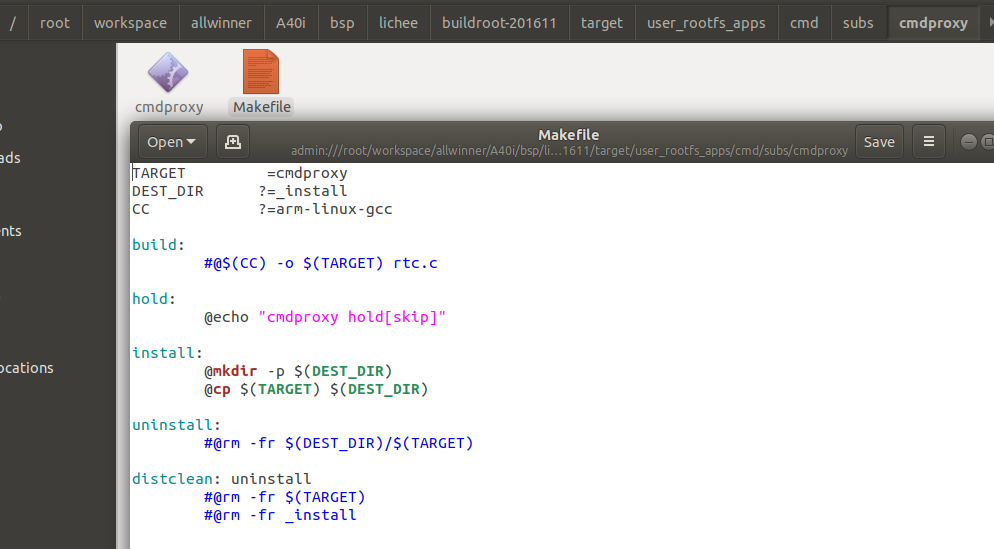 / root workspace allwinner A40i bsp lichee buildroot-201611 target user_rootfs_apps cmd subs cmdproxy
cmdproxy Makefile
ads
ents
ocations
Open Makefile Save
admin:///root/workspace/allwinner/A40i/bsp/li…1611/target/user_rootfs_apps/cmd/subs/cmdproxy
TARGET =cmdproxy
DEST_DIR ?=_install
CC ?=arm-linux-gcc
build:
#@$(CC) -o $(TARGET) rtc.c
hold:
@echo "cmdproxy hold[skip]"
install:
@mkdir -p $(DEST_DIR)
@cp $(TARGET) $(DEST_DIR)
uninstall:
#@rm -fr $(DEST_DIR)/$(TARGET)
distclean: uninstall
#@rm -fr $(TARGET)
#@rm -fr _install